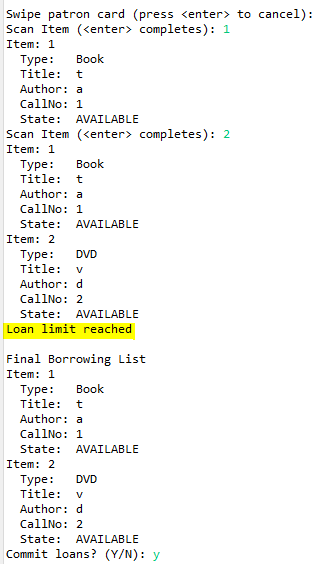 Swipe patron card (press <enter> to cancel):
Scan Item (<enter> completes): 1
Item: 1
  Type:   Book
  Title:  t
  Author: a
  CallNo: 1
  State:  AVAILABLE
Scan Item (<enter> completes): 2
Item: 1
  Type:   Book
  Title:  t
  Author: a
  CallNo: 1
  State:  AVAILABLE
Item: 2
  Type:   DVD
  Title:  v
  Author: d
  CallNo: 2
  State:  AVAILABLE
Loan limit reached

Final Borrowing List
Item: 1
  Type:   Book
  Title:  t
  Author: a
  CallNo: 1
  State:  AVAILABLE
Item: 2
  Type:   DVD
  Title:  v
  Author: d
  CallNo: 2
  State:  AVAILABLE
Commit loans? (Y/N): y